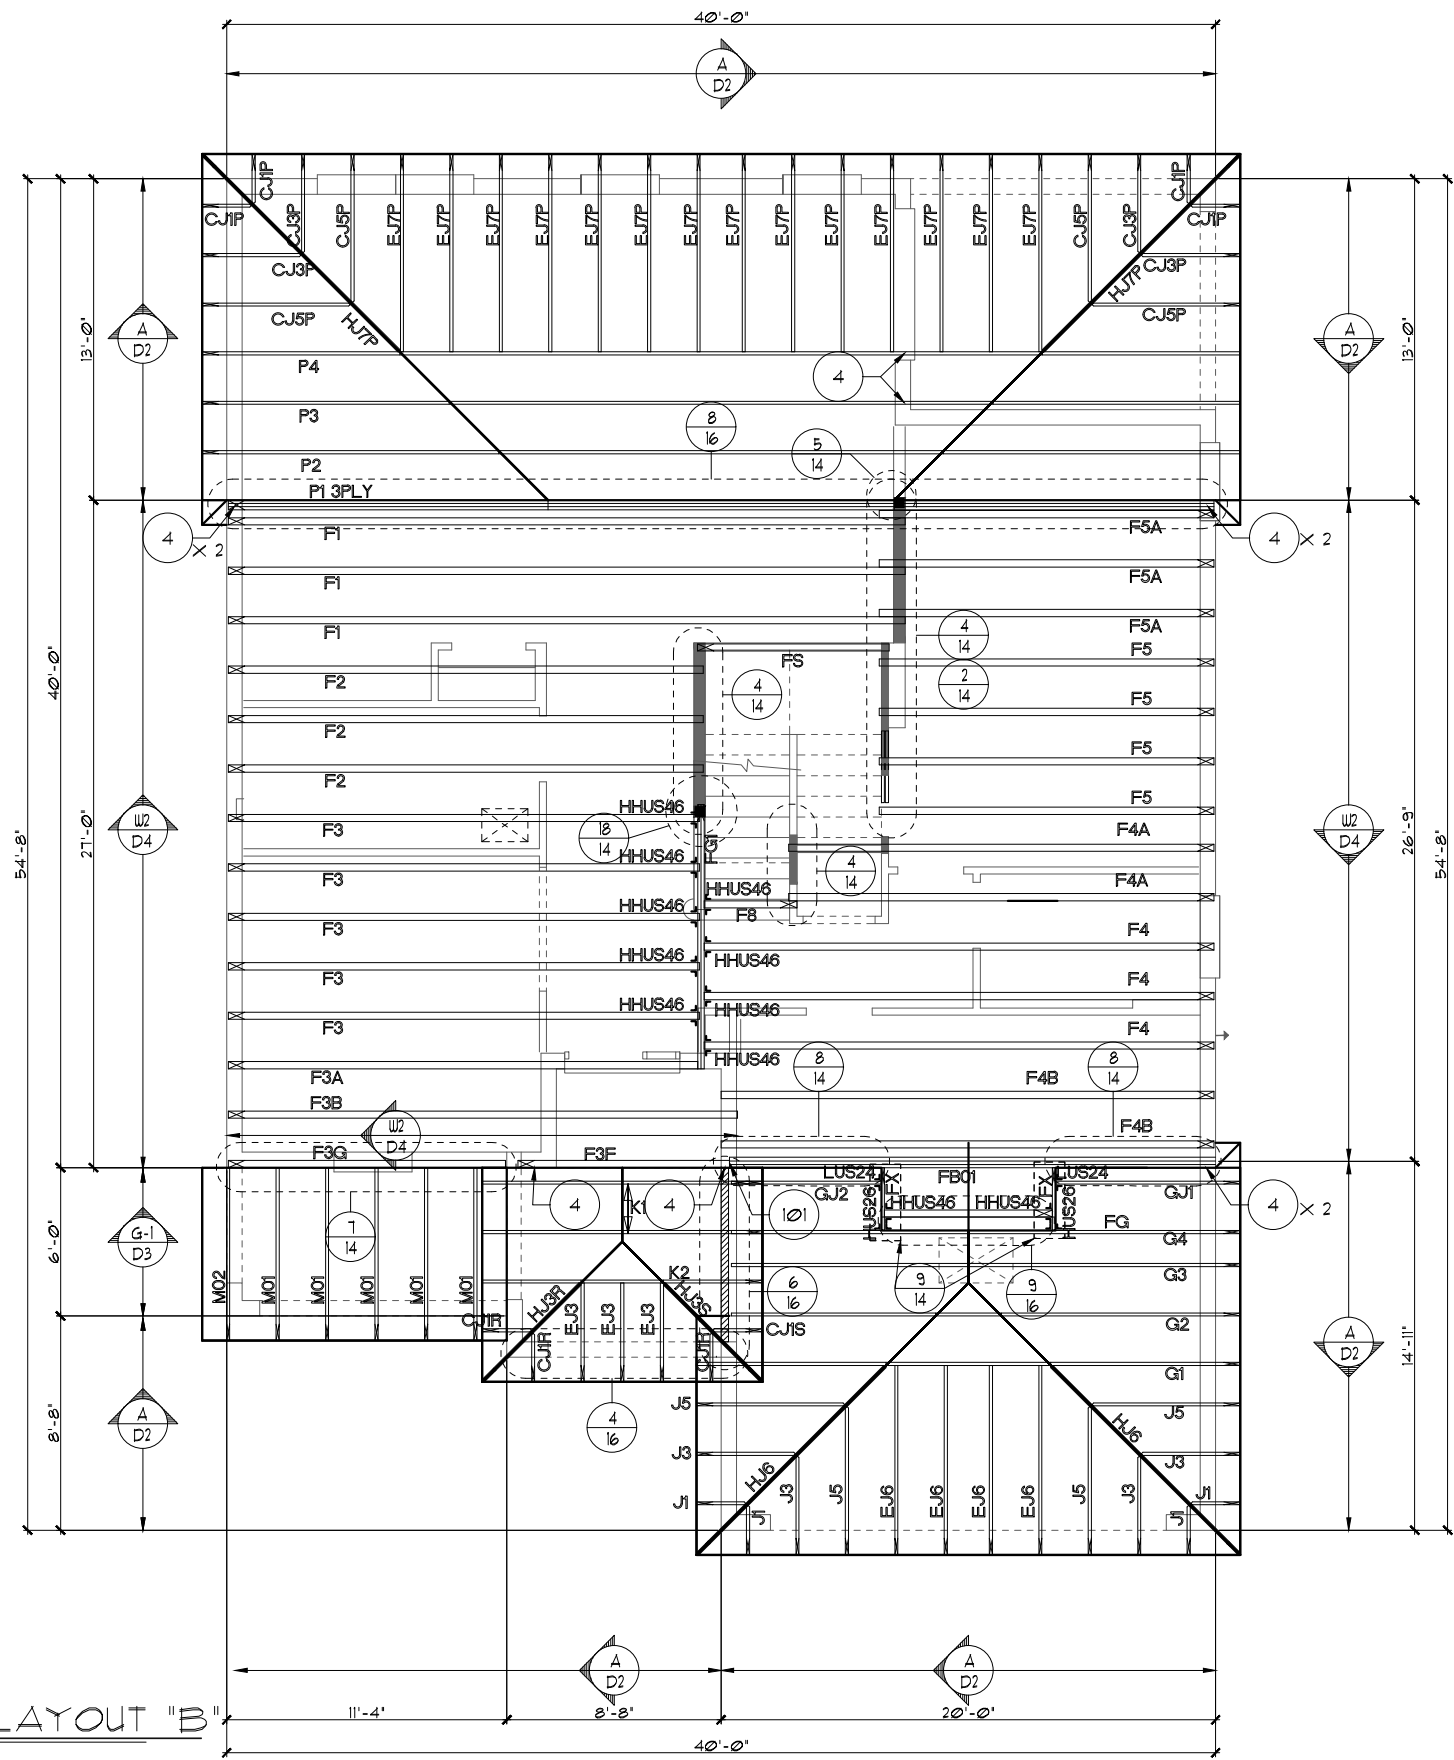 40'-0"
A
D2
CJ1P
CJ1P
CJ3P
CJ3P
CJ5P
CJ5P
HJ7P
EJ7P
EJ7P
EJ7P
EJ7P
EJ7P
EJ7P
EJ7P
EJ7P
EJ7P
EJ7P
EJ7P
EJ7P
EJ7P
EJ7P
CJ5P
CJ3P
CJ1P
CJ1P
CJ3P
CJ5P
HJ7P
13'-0"
A
D2
A
D2
13'-0"
P4
4
P3
8
16
5
14
P2
P1 3PLY
4
X 2
4
X 2
F1
F5A
F1
F5A
F1
F5A
4
14
2
14
F5
FS
F2
4
14
F5
F2
F5
F2
F5
40'-0"
27'-0"
54'-8"
W2
D4
W2
D4
26'-9"
54'-8"
HHUS46
F3
18
14
FG1
F4A
HHUS46
F3
4
14
F4A
HHUS46
HHUS46
F8
F3
F4
HHUS46
HHUS46
F3
F4
HHUS46
HHUS46
F3
F4
HHUS46
8
14
8
14
F3A
F4B
F3B
W2
D4
F4B
F3G
F3F
LUS24
FB01
LUS24
GJ2
GJ1
HUS26
FX
HHUS46
HHUS46
FX
HUS26
FG
4
K1
4
101
4
X 2
7
14
G4
6'-0"
G-1
D3
M02
M01
M01
M01
M01
M01
K2
G3
6
16
9
14
9
16
HJ3R
HJ3S
CJ1R
EJ3
EJ3
EJ3
CJ1S
G2
CJ1R
CJ1R
G1
A
D2
14'-11"
4
16
8'-8"
A
D2
J5
J5
J3
J3
J1
J1
HJ6
HJ6
J1
J3
J5
EJ6
EJ6
EJ6
EJ6
J5
J3
J1
A
D2
A
D2
LAYOUT "B"
11'-4"
8'-8"
20'-0"
40'-0"